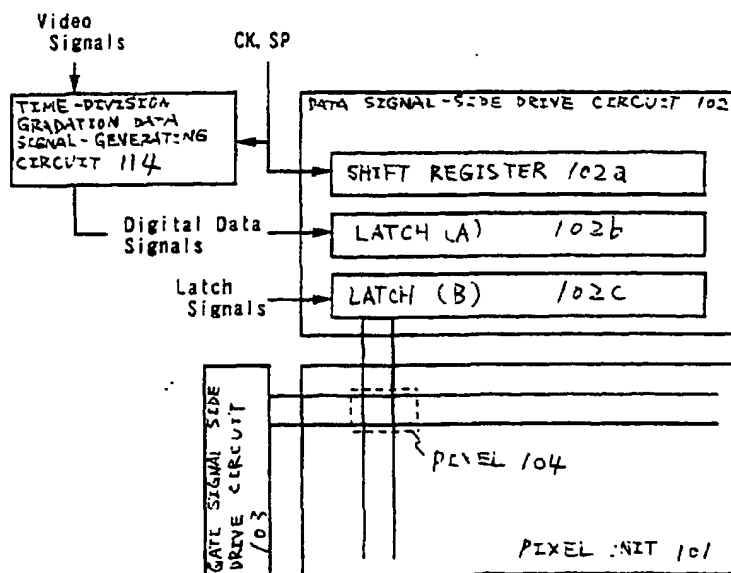 Video
Signals
CK, SP
TIME-DIVISION
GRADATION DATA
SIGNAL-GENERATING
CIRCUIT 114
DATA SIGNAL-SIDE DRIVE CIRCUIT 102
SHIFT REGISTER 102a
Digital Data
Signals
LATCH (A) 102b
Latch
Signals
LATCH (B) 102c
GATE SIGNAL SIDE
DRIVE CIRCUIT
103
PIXEL 104
PIXEL UNIT 101